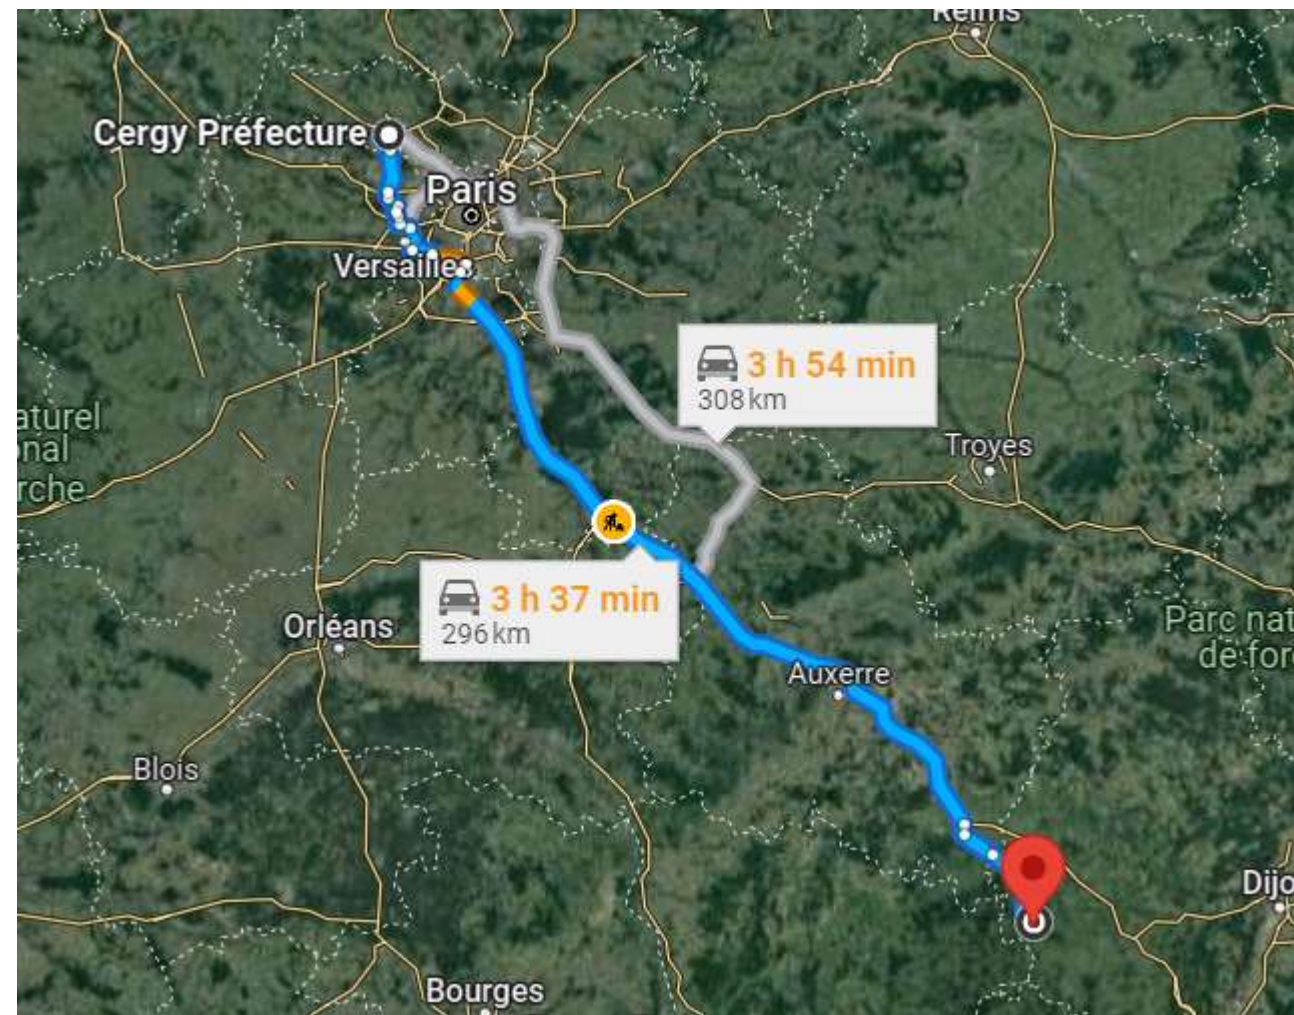 Reims
Cergy Préfecture
Paris
Versailles
3 h 54 min
308 km
aturel
onal
rche
Troyes
3 h 37 min
296 km
Orléans
Parc nat
de for
Auxerre
Blois
Dijo
Bourges